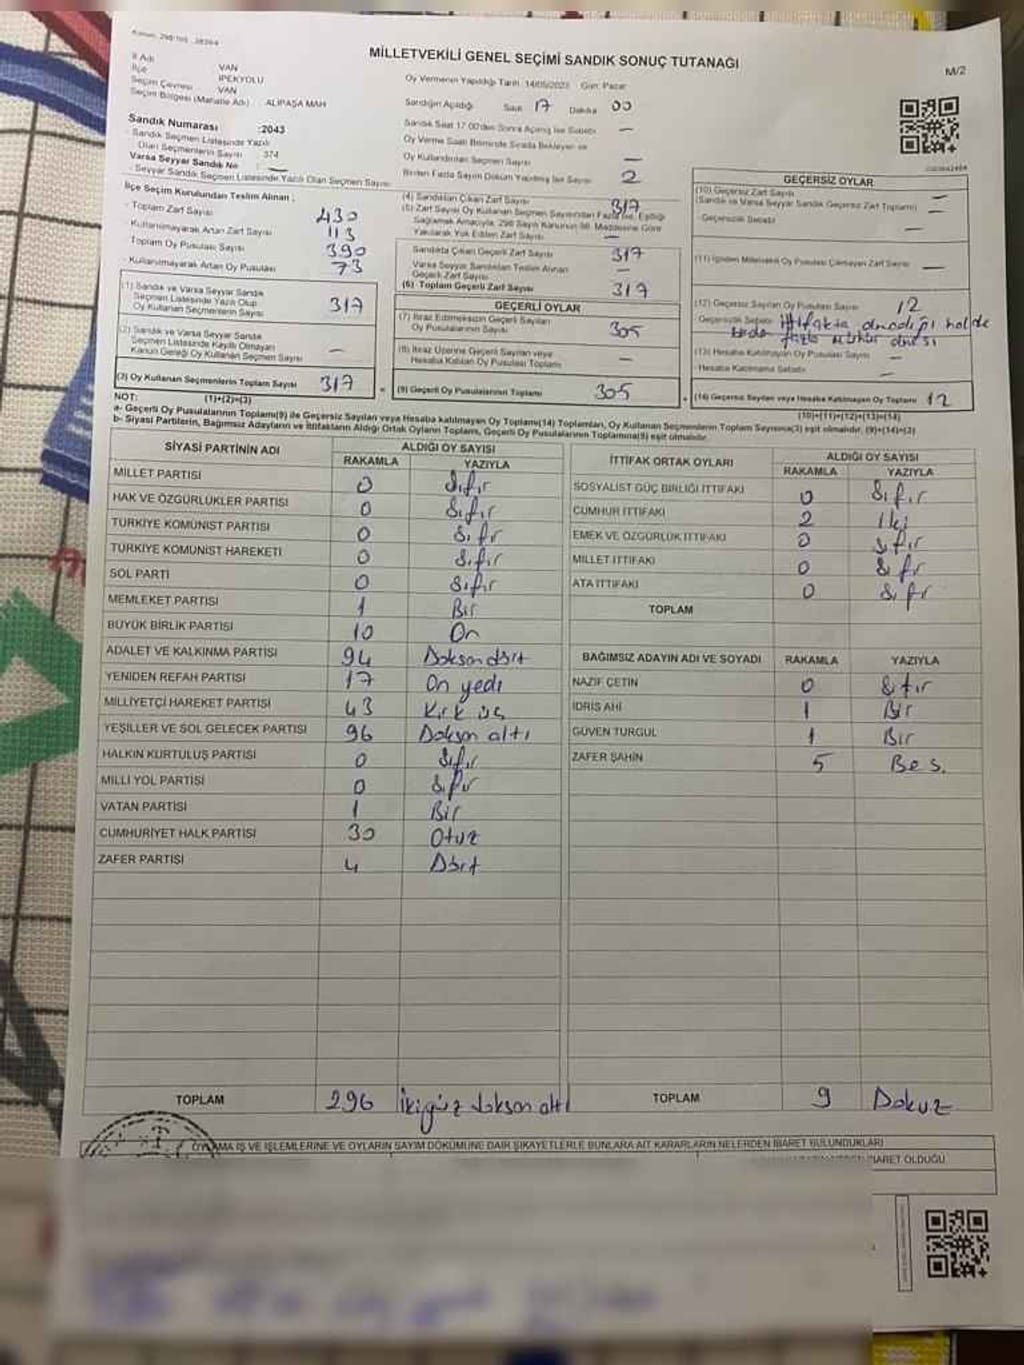 MİLLETVEKİLİ GENEL SEÇİMİ SANDIK SONUÇ TUTANAĞI
M/2
İl Adı VAN
İlçe İPEKYOLU
Seçim Çevresi VAN
Seçim Bölgesi (Mahalle Adı) ALİPAŞA MAH
Sandık Numarası :2043
Sandık Seçmen Listesinde Yazılı
Olan Seçmenlerin Sayısı 374
Varsa Seyyar Sandık No —
Seyyar Sandık Seçmen Listesinde Yazılı Olan Seçmen Sayısı
Oy Vermenin Yapıldığı Tarih 14/05/2023 Gün: Pazar
Sandığın Açıldığı Saat 17 Dakika 00
Sandık Saat 17.00'den Sonra Açılmış İse Sebebi —
Oy Verme Saati Bitiminde Sırada Bekleyen ve
Oy Kullandırılan Seçmen Sayısı —
Birden Fazla Sayım Döküm Yapılmış İse Sayısı 2
İlçe Seçim Kurulundan Teslim Alınan ;
Toplam Zarf Sayısı 430
Kullanılmayarak Artan Zarf Sayısı 113
Toplam Oy Pusulası Sayısı 390
Kullanılmayarak Artan Oy Pusulası 73
(1) Sandık ve Varsa Seyyar Sandık
Seçmen Listesinde Yazılı Olup
Oy Kullanan Seçmenlerin Sayısı 317
(2) Sandık ve Varsa Seyyar Sandık
Seçmen Listesinde Kayıtlı Olmayan
Kanun Gereği Oy Kullanan Seçmen Sayısı —
(3) Oy Kullanan Seçmenlerin Toplam Sayısı 317
(1)+(2)=(3)
(4) Sandıktan Çıkan Zarf Sayısı 317
(5) Zarf Sayısı Oy Kullanan Seçmen Sayısından Fazla İse, Eşitliği
Sağlamak Amacıyla, 298 Sayılı Kanunun 98. Maddesine Göre
Yakılarak Yok Edilen Zarf Sayısı —
Sandıkta Çıkan Geçerli Zarf Sayısı 317
Varsa Seyyar Sandıktan Teslim Alınan
Geçerli Zarf Sayısı —
(6) Toplam Geçerli Zarf Sayısı 317
GEÇERLİ OYLAR
(7) İtiraz Edilmeksizin Geçerli Sayılan
Oy Pusulalarının Sayısı 305
(8) İtiraz Üzerine Geçerli Sayılan veya
Hesaba Katılan Oy Pusulası Toplamı —
= (9) Geçerli Oy Pusulalarının Toplamı 305
GEÇERSİZ OYLAR
(10) Geçersiz Zarf Sayısı —
(Sandık ve Varsa Seyyar Sandık Geçersiz Zarf Toplamı) —
Geçersizlik Sebebi —
(11) İçinden Milletvekili Oy Pusulası Çıkmayan Zarf Sayısı —
(12) Geçersiz Sayılan Oy Pusulası Sayısı 12
Geçersizlik Sebebi ittifakta olmadığı halde
birden fazla mühür olması
(13) Hesaba Katılmayan Oy Pusulası Sayısı —
Hesaba Katılmama Sebebi —
+ (14) Geçersiz Sayılan veya Hesaba Katılmayan Oy Pusulası Toplamı 12
(10)+(11)+(12)+(13)=(14)
NOT:
a- Geçerli Oy Pusulalarının Toplamı(9) ile Geçersiz Sayılan veya Hesaba katılmayan Oy Toplamı(14) Toplamları, Oy Kullanan Seçmenlerin Toplam Sayısına(3) eşit olmalıdır. (9)+(14)=(3)
b- Siyasi Partilerin, Bağımsız Adayların ve İttifakların Aldığı Ortak Oyların Toplamı, Geçerli Oy Pusulalarının Toplamına(9) eşit olmalıdır.
SİYASİ PARTİNİN ADI ALDIĞI OY SAYISI
RAKAMLA YAZIYLA
MİLLET PARTİSİ 0 Sıfır
HAK VE ÖZGÜRLÜKLER PARTİSİ 0 Sıfır
TÜRKİYE KOMÜNİST PARTİSİ 0 Sıfır
TÜRKİYE KOMÜNİST HAREKETİ 0 Sıfır
SOL PARTİ 0 Sıfır
MEMLEKET PARTİSİ 1 Bir
BÜYÜK BİRLİK PARTİSİ 10 On
ADALET VE KALKINMA PARTİSİ 94 Doksan dört
YENİDEN REFAH PARTİSİ 17 On yedi
MİLLİYETÇİ HAREKET PARTİSİ 43 Kırk üç
YEŞİLLER VE SOL GELECEK PARTİSİ 96 Doksan altı
HALKIN KURTULUŞ PARTİSİ 0 Sıfır
MİLLİ YOL PARTİSİ 0 Sıfır
VATAN PARTİSİ 1 Bir
CUMHURİYET HALK PARTİSİ 30 Otuz
ZAFER PARTİSİ 4 Dört
TOPLAM 296 İkiyüz doksan altı
İTTİFAK ORTAK OYLARI ALDIĞI OY SAYISI
RAKAMLA YAZIYLA
SOSYALİST GÜÇ BİRLİĞİ İTTİFAKI 0 Sıfır
CUMHUR İTTİFAKI 2 İki
EMEK VE ÖZGÜRLÜK İTTİFAKI 0 Sıfır
MİLLET İTTİFAKI 0 Sıfır
ATA İTTİFAKI 0 Sıfır
TOPLAM
BAĞIMSIZ ADAYIN ADI VE SOYADI RAKAMLA YAZIYLA
NAZİF ÇETİN 0 Sıfır
İDRİS AHİ 1 Bir
GÜVEN TURGUL 1 Bir
ZAFER ŞAHİN 5 Beş.
TOPLAM 9 Dokuz
OYLAMA İŞ VE İŞLEMLERİNE VE OYLARIN SAYIM DÖKÜMÜNE DAİR ŞİKAYETLERLE BUNLARA AİT KARARLARIN NELERDEN İBARET BULUNDUKLARI
İBARET OLDUĞU